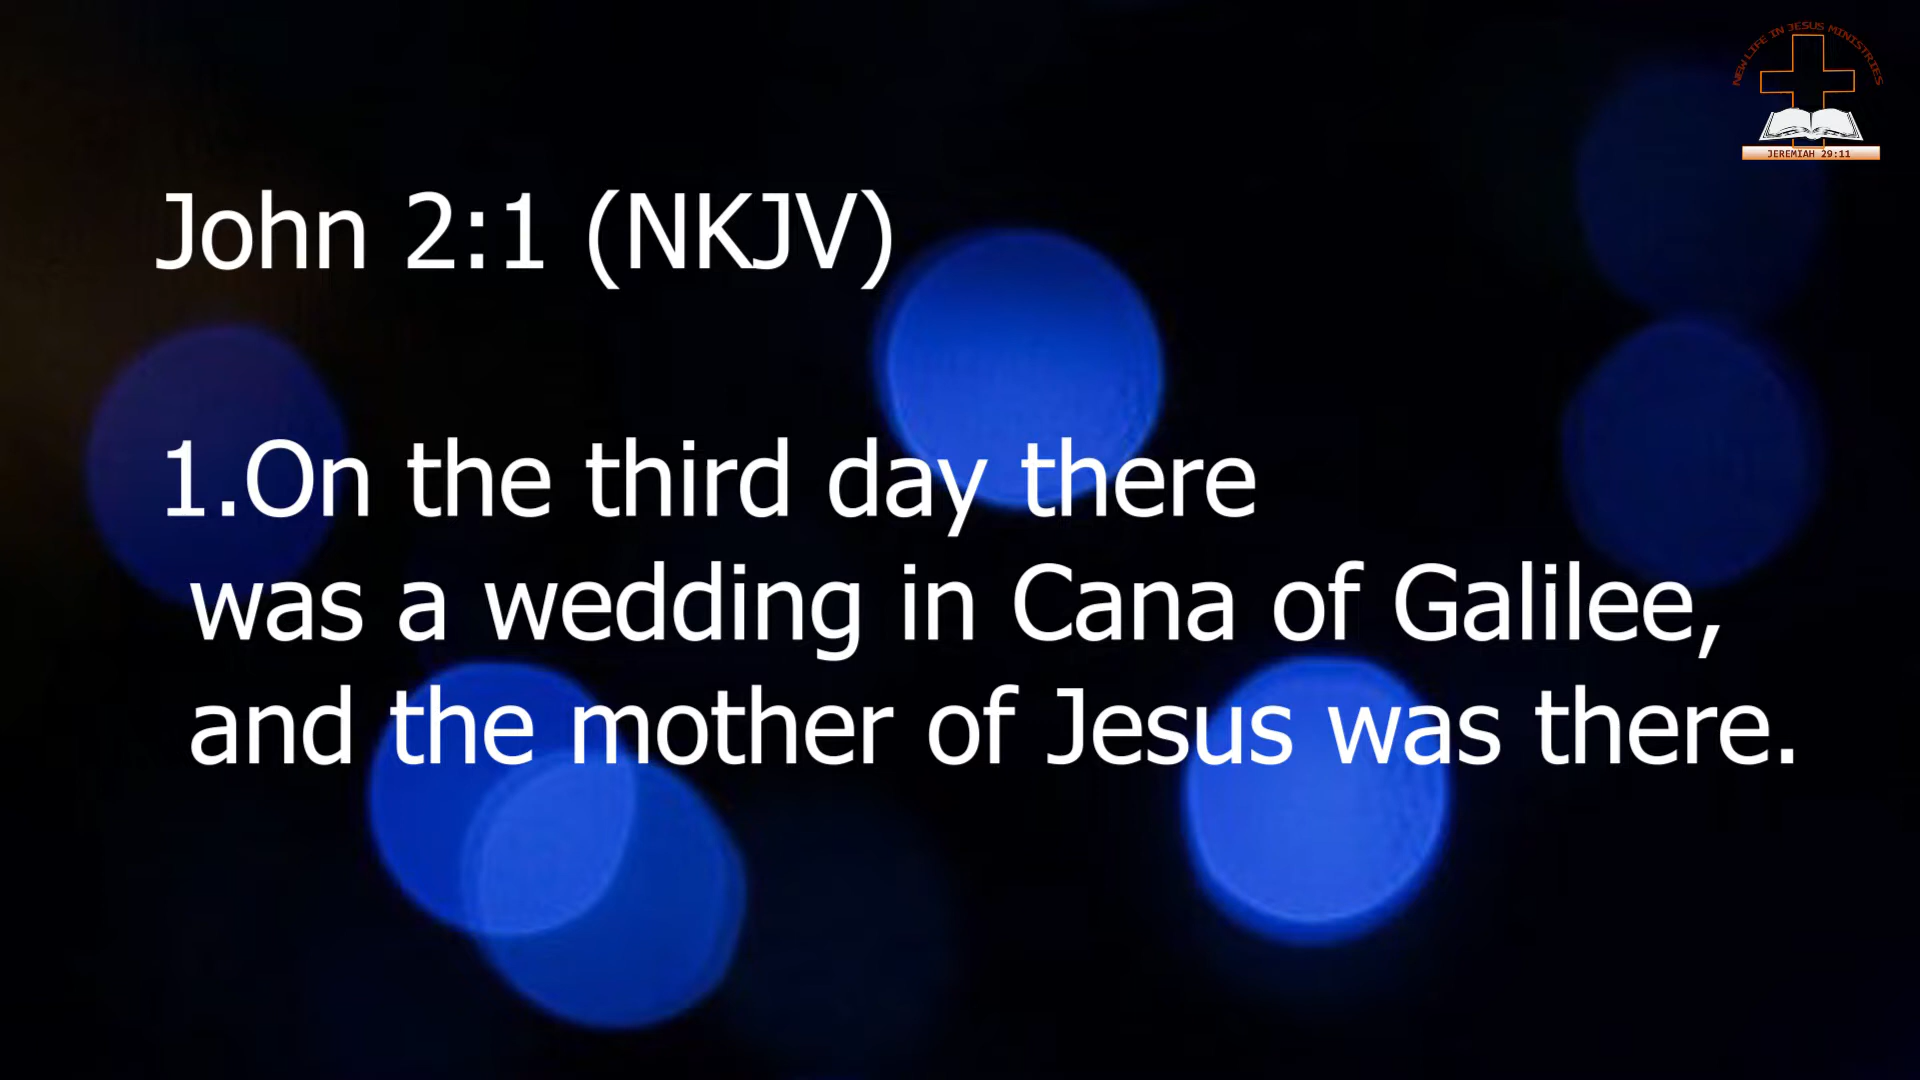 NEW LIFE IN JESUS MINISTRIES
JEREMIAH 29:11
John 2:1 (NKJV)
1.On the third day there
was a wedding in Cana of Galilee,
and the mother of Jesus was there.